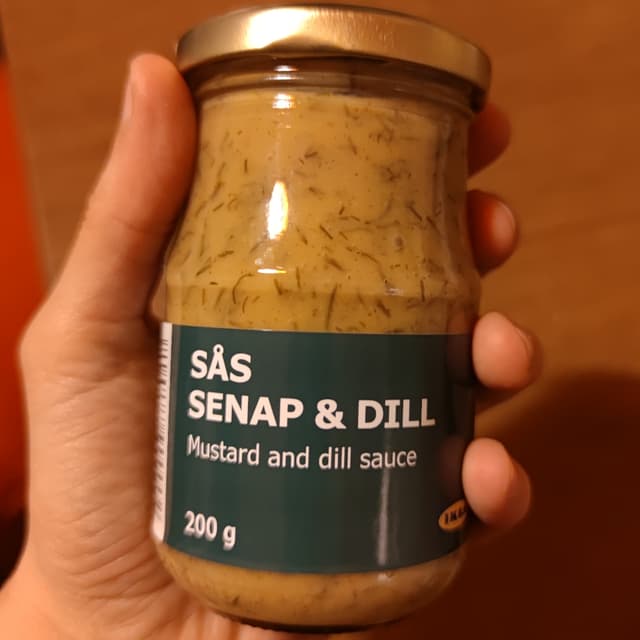 SÅS
SENAP & DILL
Mustard and dill sauce
200 g